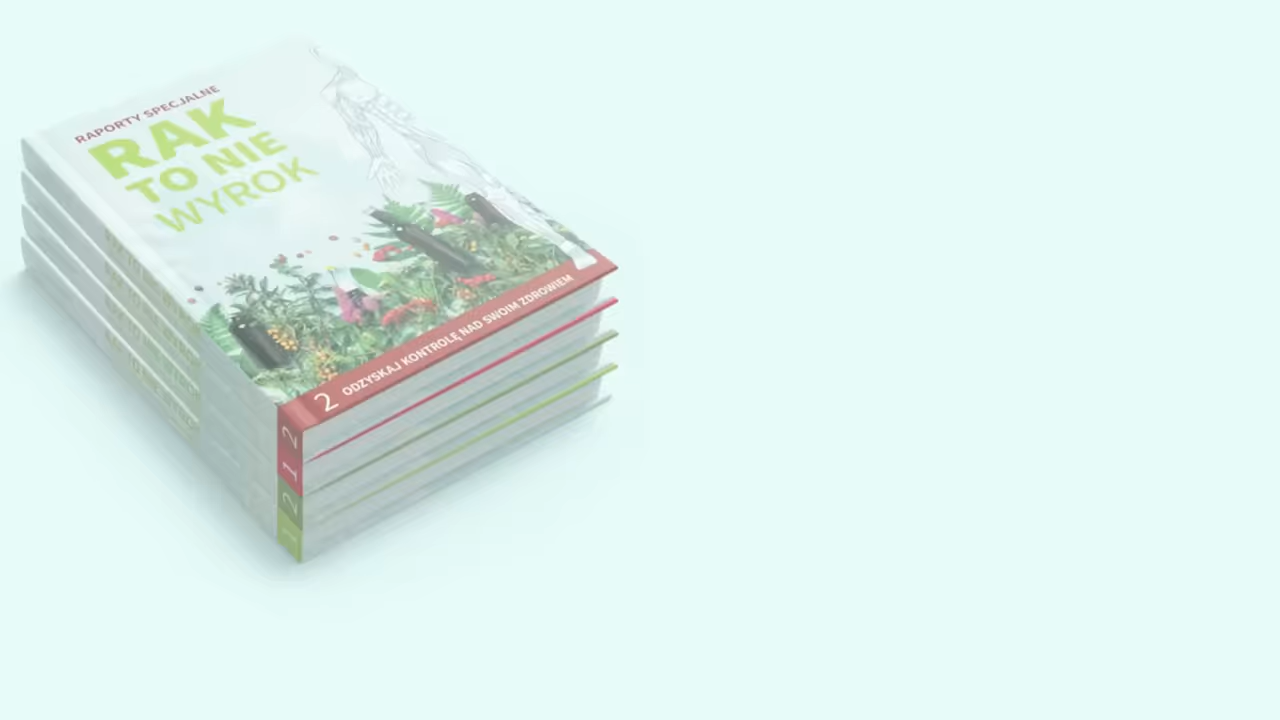 RAPORTY SPECJALNE
RAK
TO NIE
WYROK
2 ODZYSKAJ KONTROLĘ NAD SWOIM ZDROWIEM
2
1
2
1